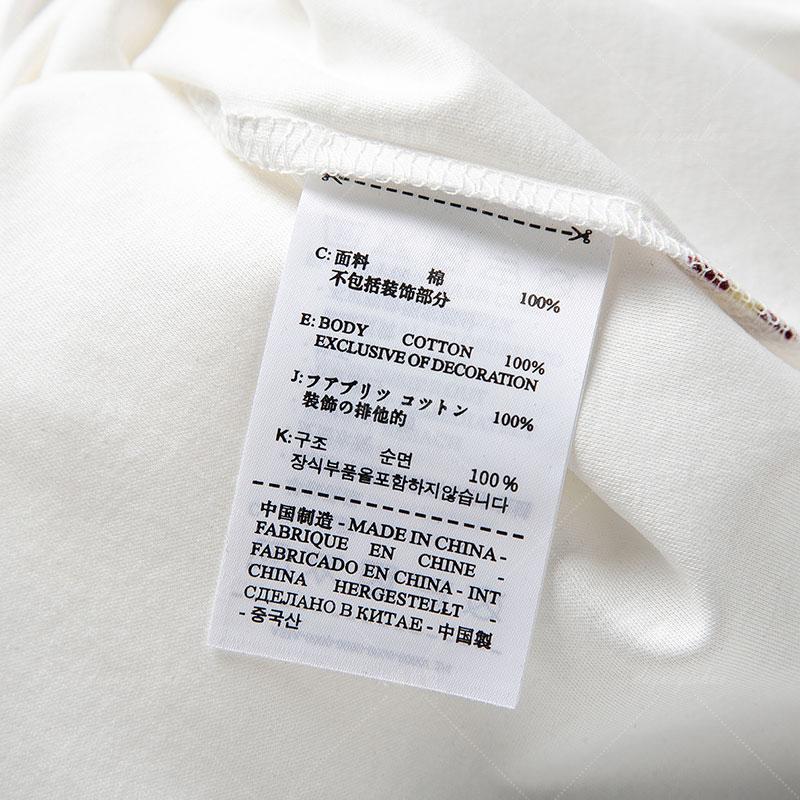 C: 面料 棉
不包括装饰部分 100%
E: BODY COTTON 100%
EXCLUSIVE OF DECORATION
J: フアブリツ コツトン 100%
装飾の排他的
K: 구조 순면 100%
장식부품을포함하지않습니다
中国制造 - MADE IN CHINA -
FABRIQUE EN CHINE -
FABRICADO EN CHINA - INT
CHINA HERGESTELLT -
СДЕЛАНО В КИТАЕ - 中国製
- 중국산